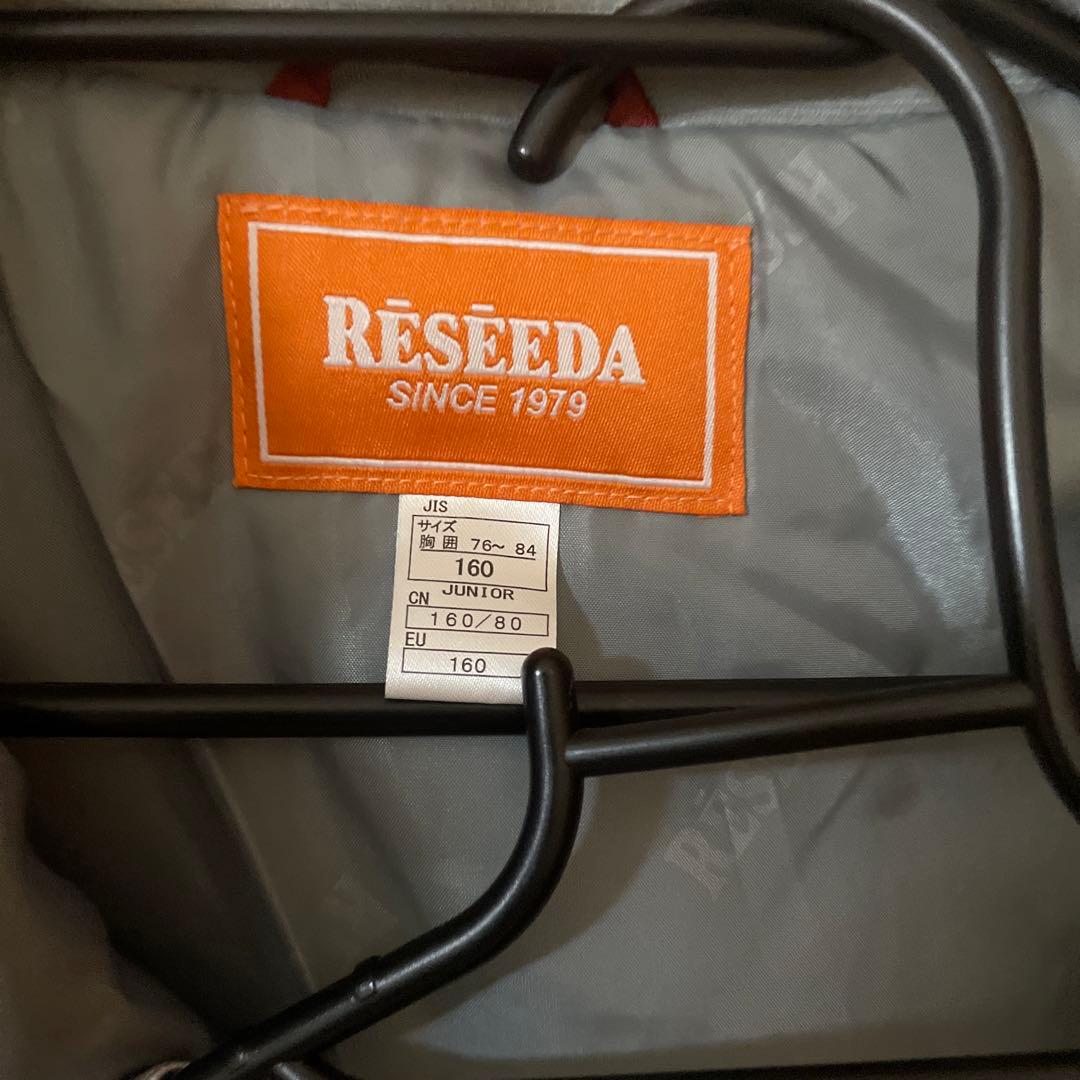 RĒSĒEDA
SINCE 1979
JIS
サイズ
胸囲 76～ 84
160
JUNIOR
CN
160/80
EU
160